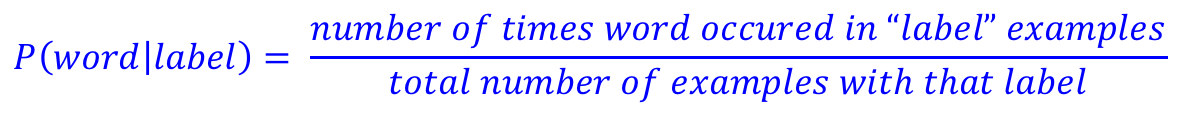 P(word|label) = number of times word occured in “label” examples
total number of examples with that label